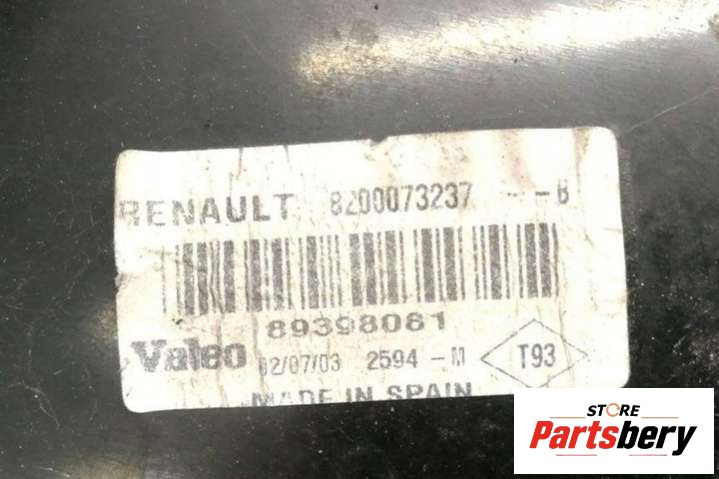 RENAULT 8200073237 --B
89398081
Valeo 02/07/03 2594-M T93
MADE IN SPAIN
STORE
Partsbery